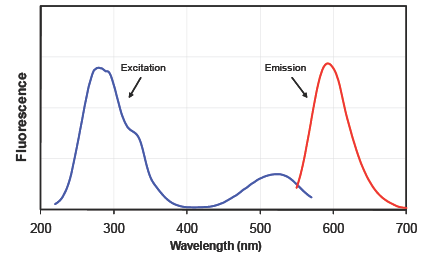 Excitation
Emission
Fluorescence
200 300 400 500 600 700
Wavelength (nm)